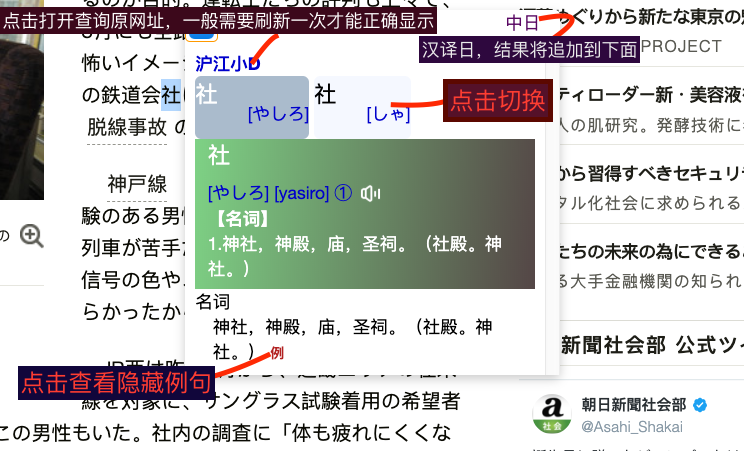 点击打开查询原网址，一般需要刷新一次才能正确显示
中日
汉译日，结果将追加到下面
沪江小D
社
[やしろ]
社
[しゃ]
点击切换
社
[やしろ] [yasiro] ①
【名词】
1.神社，神殿，庙，圣祠。（社殿。神
社。）
名词
神社，神殿，庙，圣祠。（社殿。神
社。）
例
点击查看隐藏例句
怖いイメー
の鉄道会社
脱線事故 の
神戸線
験のある男
列車が苦手
信号の色や
らかったか
の
線を対象に、サングラス試験着用の希望者
この男性もいた。社内の調査に「体も疲れにくくな
めぐりから新たな東京の
PROJECT
ティローダー新・美容液
人の肌研究。発酵技術に
から習得すべきセキュリ
タル化社会に求められる
たちの未来の為にできる
る大手金融機関の知られ
新聞社会部 公式ツ
a
社会
朝日新聞社会部
@Asahi_Shakai